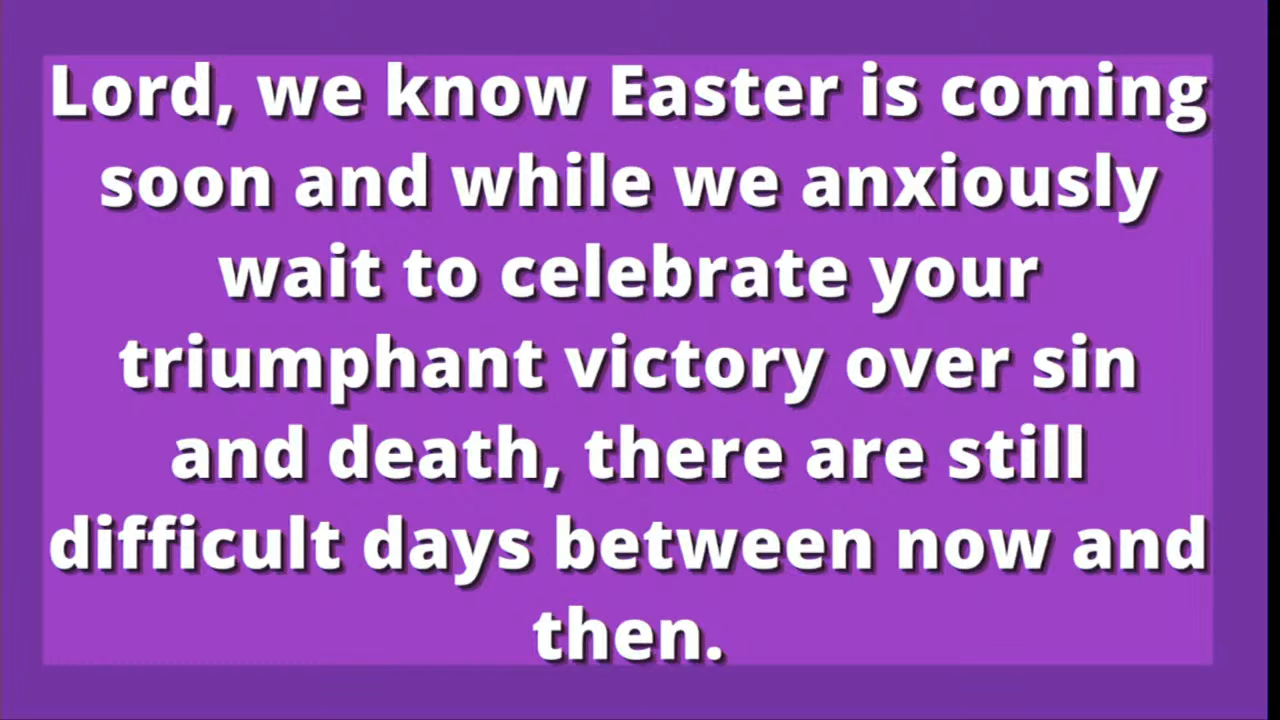 Lord, we know Easter is coming
soon and while we anxiously
wait to celebrate your
triumphant victory over sin
and death, there are still
difficult days between now and
then.